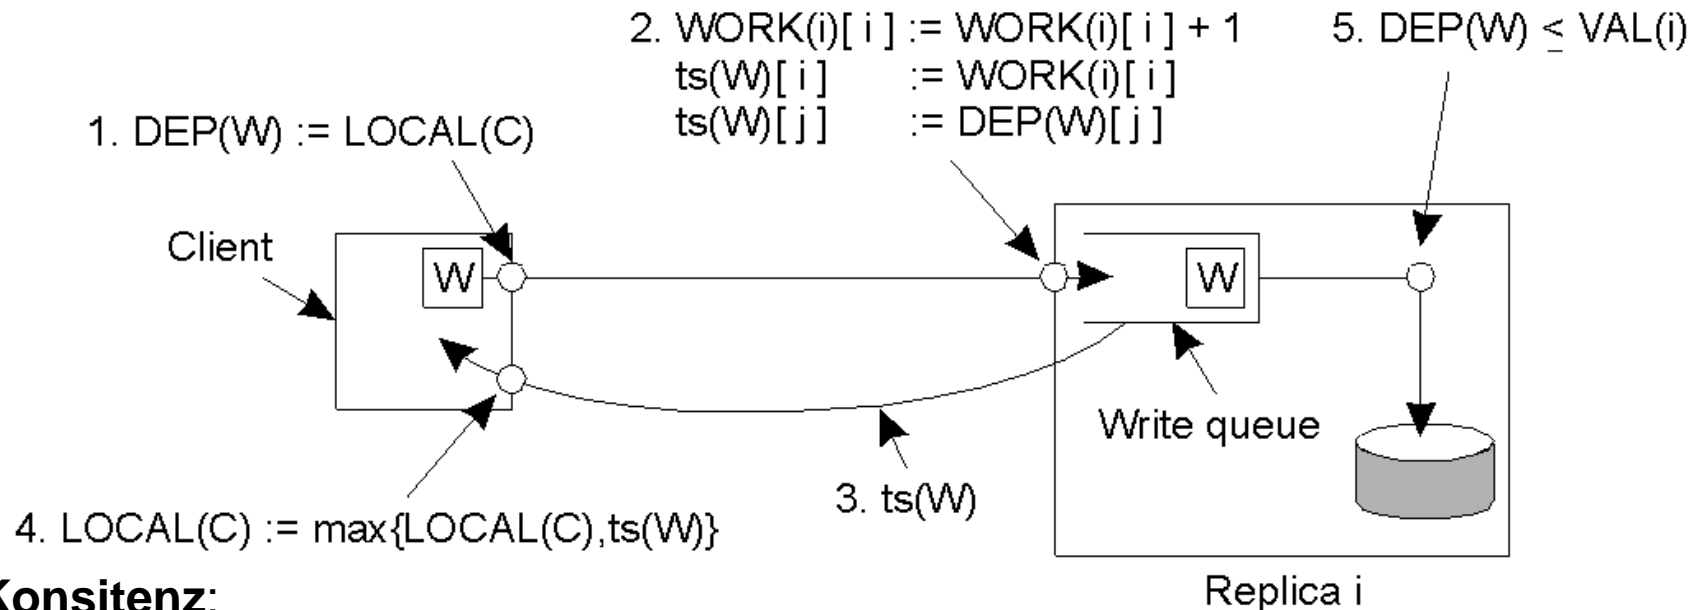 2. WORK(i)[ i ] := WORK(i)[ i ] + 1
ts(W)[ i ] := WORK(i)[ i ]
ts(W)[ j ] := DEP(W)[ j ]
5. DEP(W) ≤ VAL(i)
1. DEP(W) := LOCAL(C)
Client
W
W
Write queue
3. ts(W)
4. LOCAL(C) := max{LOCAL(C),ts(W)}
Konsitenz:
Replica i